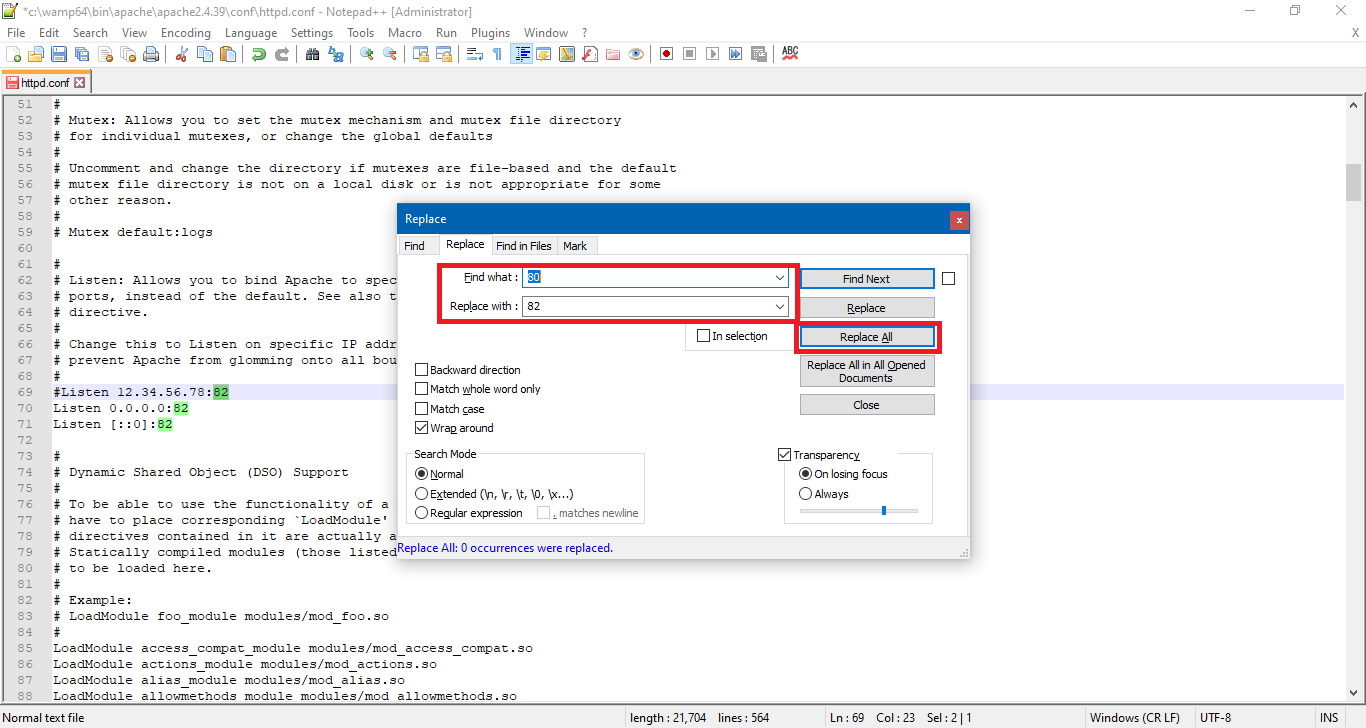 *c:\wamp64\bin\apache\apache2.4.39\conf\httpd.conf - Notepad++ [Administrator]
File Edit Search View Encoding Language Settings Tools Macro Run Plugins Window ? X
ABC
httpd.conf
51 #
52 # Mutex: Allows you to set the mutex mechanism and mutex file directory
53 # for individual mutexes, or change the global defaults
54 #
55 # Uncomment and change the directory if mutexes are file-based and the default
56 # mutex file directory is not on a local disk or is not appropriate for some
57 # other reason.
58 #
59 # Mutex default:logs
60
61 #
62 # Listen: Allows you to bind Apache to spec
63 # ports, instead of the default. See also t
64 # directive.
65 #
66 # Change this to Listen on specific IP addr
67 # prevent Apache from glomming onto all bou
68 #
69 #Listen 12.34.56.78:82
70 Listen 0.0.0.0:82
71 Listen [::0]:82
72
73 #
74 # Dynamic Shared Object (DSO) Support
75 #
76 # To be able to use the functionality of a
77 # have to place corresponding `LoadModule'
78 # directives contained in it are actually a
79 # Statically compiled modules (those listed
80 # to be loaded here.
81 #
82 # Example:
83 # LoadModule foo_module modules/mod_foo.so
84 #
85 LoadModule access_compat_module modules/mod_access_compat.so
86 LoadModule actions_module modules/mod_actions.so
87 LoadModule alias_module modules/mod_alias.so
88 LoadModule allowmethods_module modules/mod_allowmethods.so
Replace x
Find Replace Find in Files Mark
Find what : 80 Find Next
Replace with : 82 Replace
In selection Replace All
Replace All in All Opened
Documents
Close
Backward direction
Match whole word only
Match case
Wrap around
Search Mode
Normal
Extended (\n, \r, \t, \0, \x...)
Regular expression . matches newline
Transparency
On losing focus
Always
Replace All: 0 occurrences were replaced.
Normal text file length : 21,704 lines : 564 Ln : 69 Col : 23 Sel : 2 | 1 Windows (CR LF) UTF-8 INS